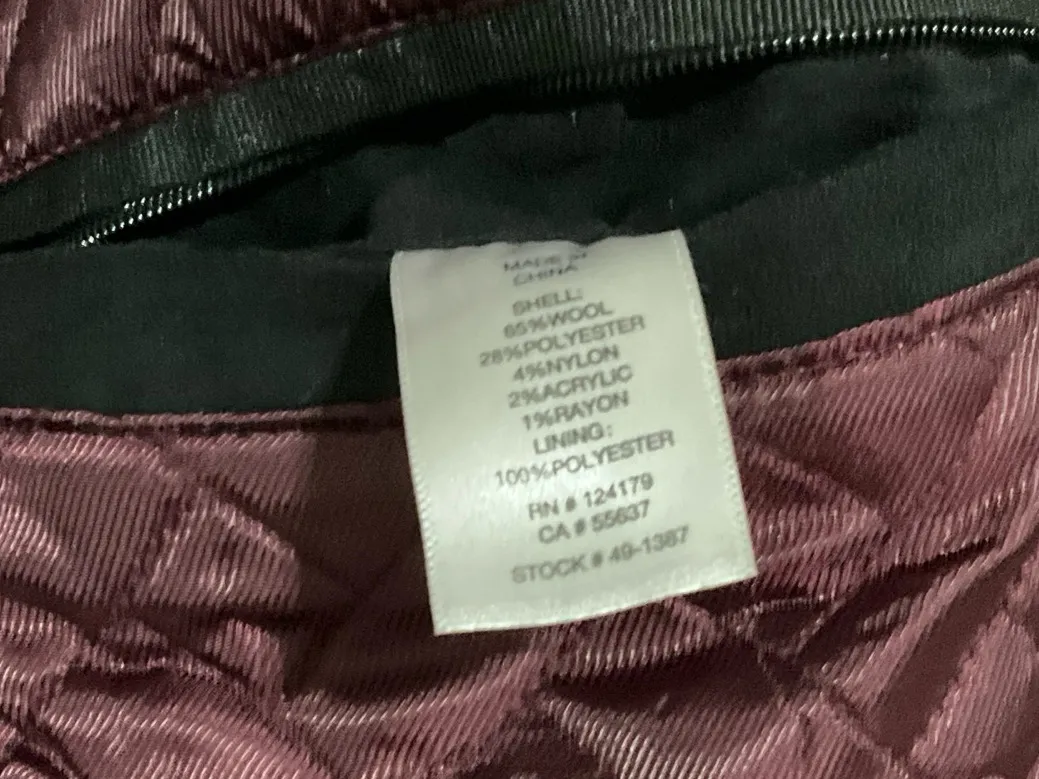 MADE IN
CHINA
SHELL:
65%WOOL
28%POLYESTER
4%NYLON
2%ACRYLIC
1%RAYON
LINING:
100%POLYESTER
RN # 124179
CA # 55637
STOCK # 49-1387